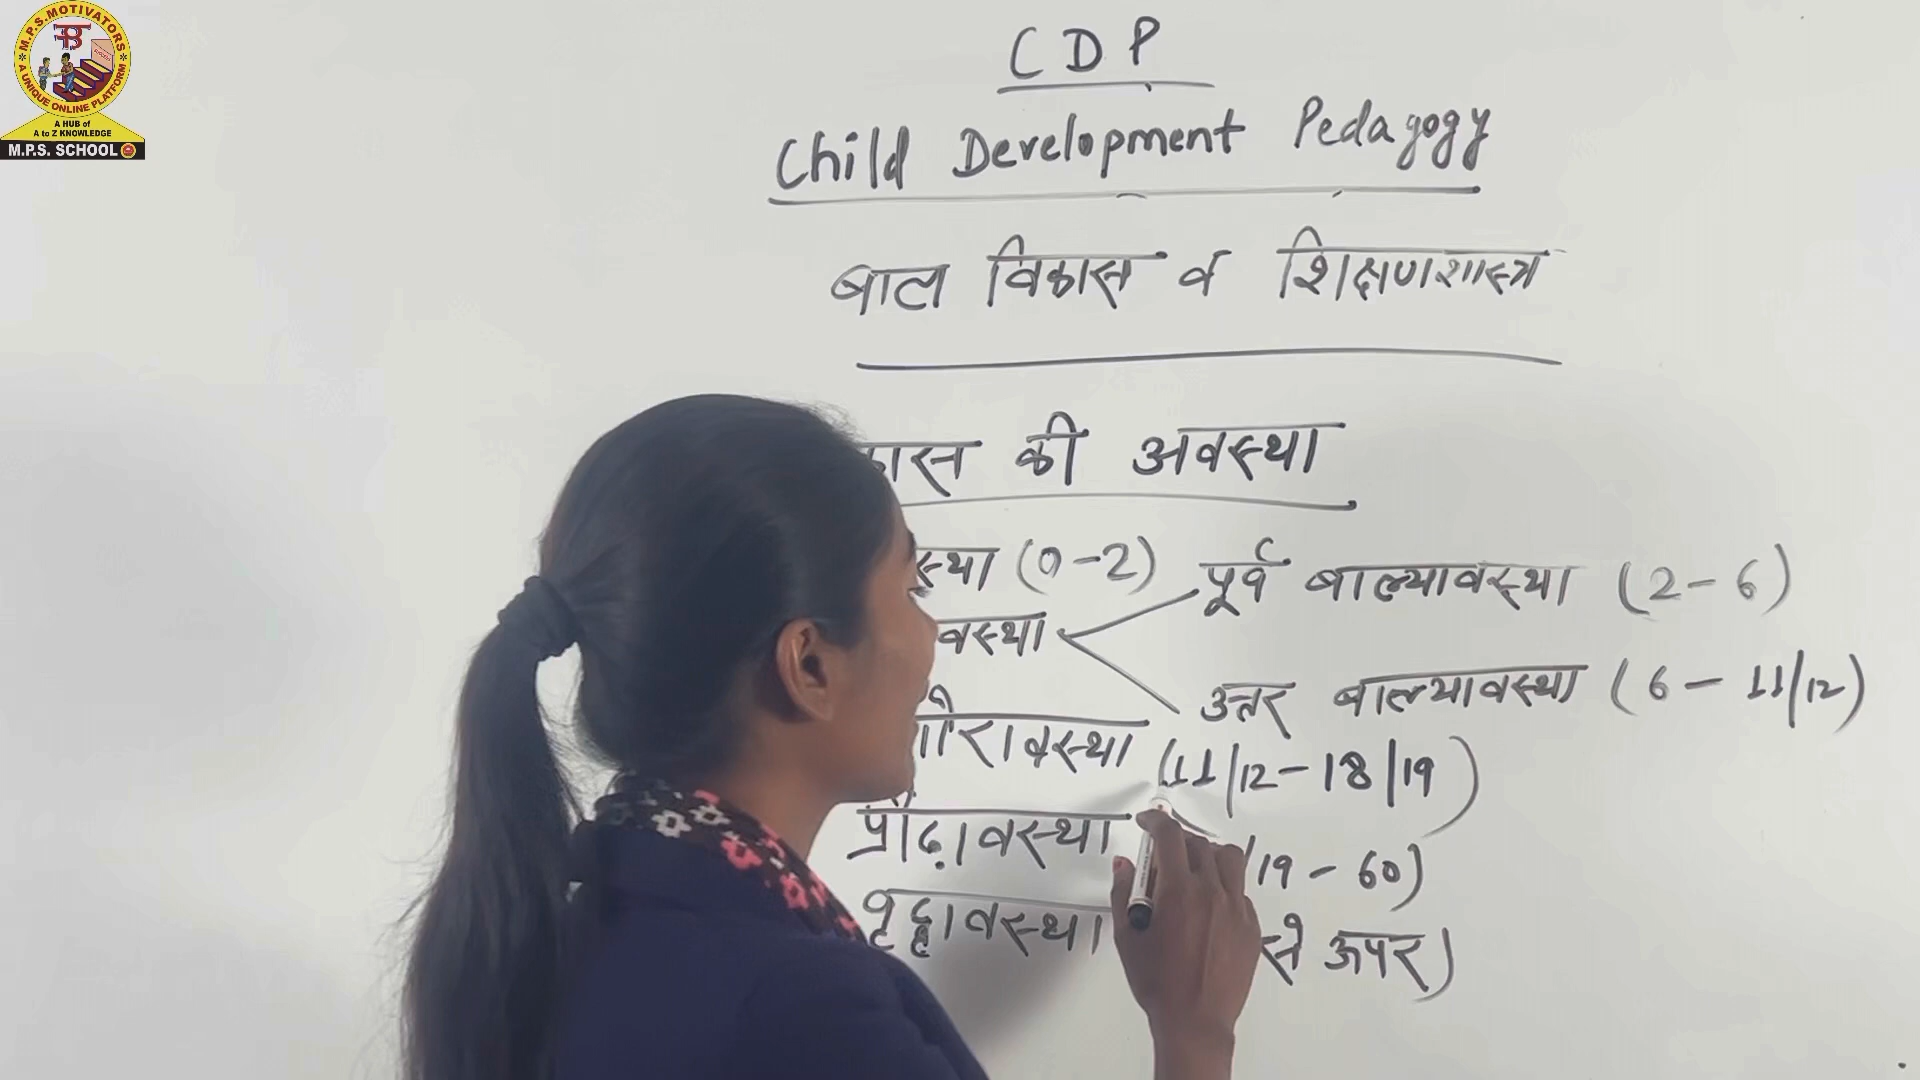 M.P.S.MOTIVATORS
A UNIQUE ONLINE PLATFORM
A HUB of
A to Z KNOWLEDGE
M.P.S. SCHOOL
CDP
Child Development Pedagogy
बाल विकास व शिक्षणशास्त्र
की अवस्था
(0-2) पूर्व बाल्यावस्था (2-6)
उत्तर बाल्यावस्था (6-11/12)
(11/12-18/19)
प्रौढ़ावस्था /19-60)
वृद्धावस्था से ऊपर)